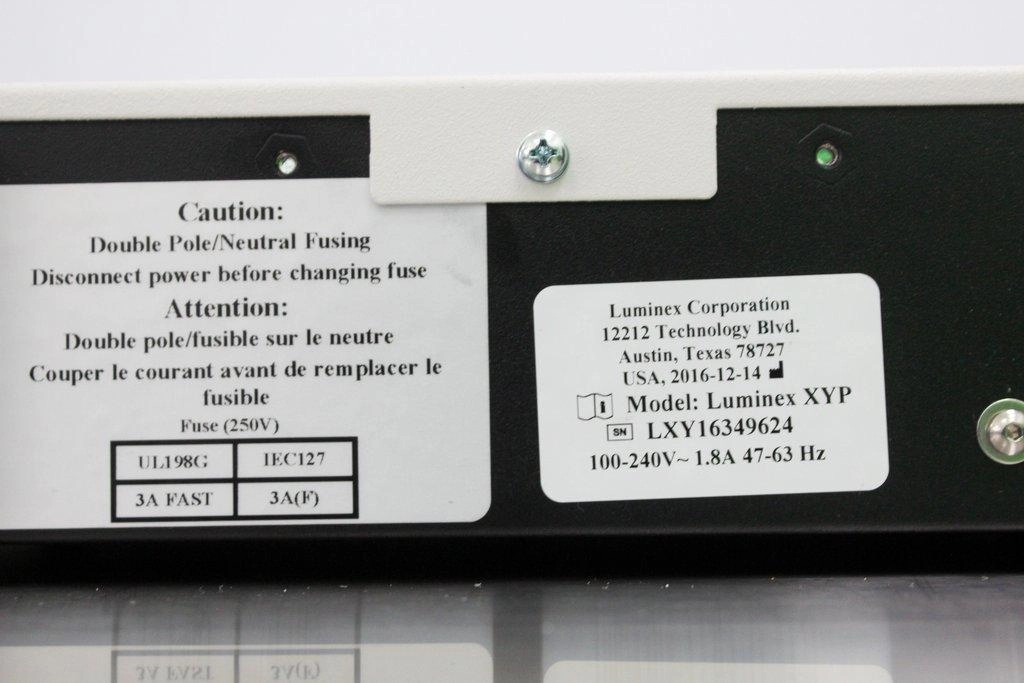 Caution:
Double Pole/Neutral Fusing
Disconnect power before changing fuse
Attention:
Double pole/fusible sur le neutre
Couper le courant avant de remplacer le
fusible
Fuse (250V)
UL198G IEC127
3A FAST 3A(F)
Luminex Corporation
12212 Technology Blvd.
Austin, Texas 78727
USA, 2016-12-14
Model: Luminex XYP
SN LXY16349624
100-240V~ 1.8A 47-63 Hz